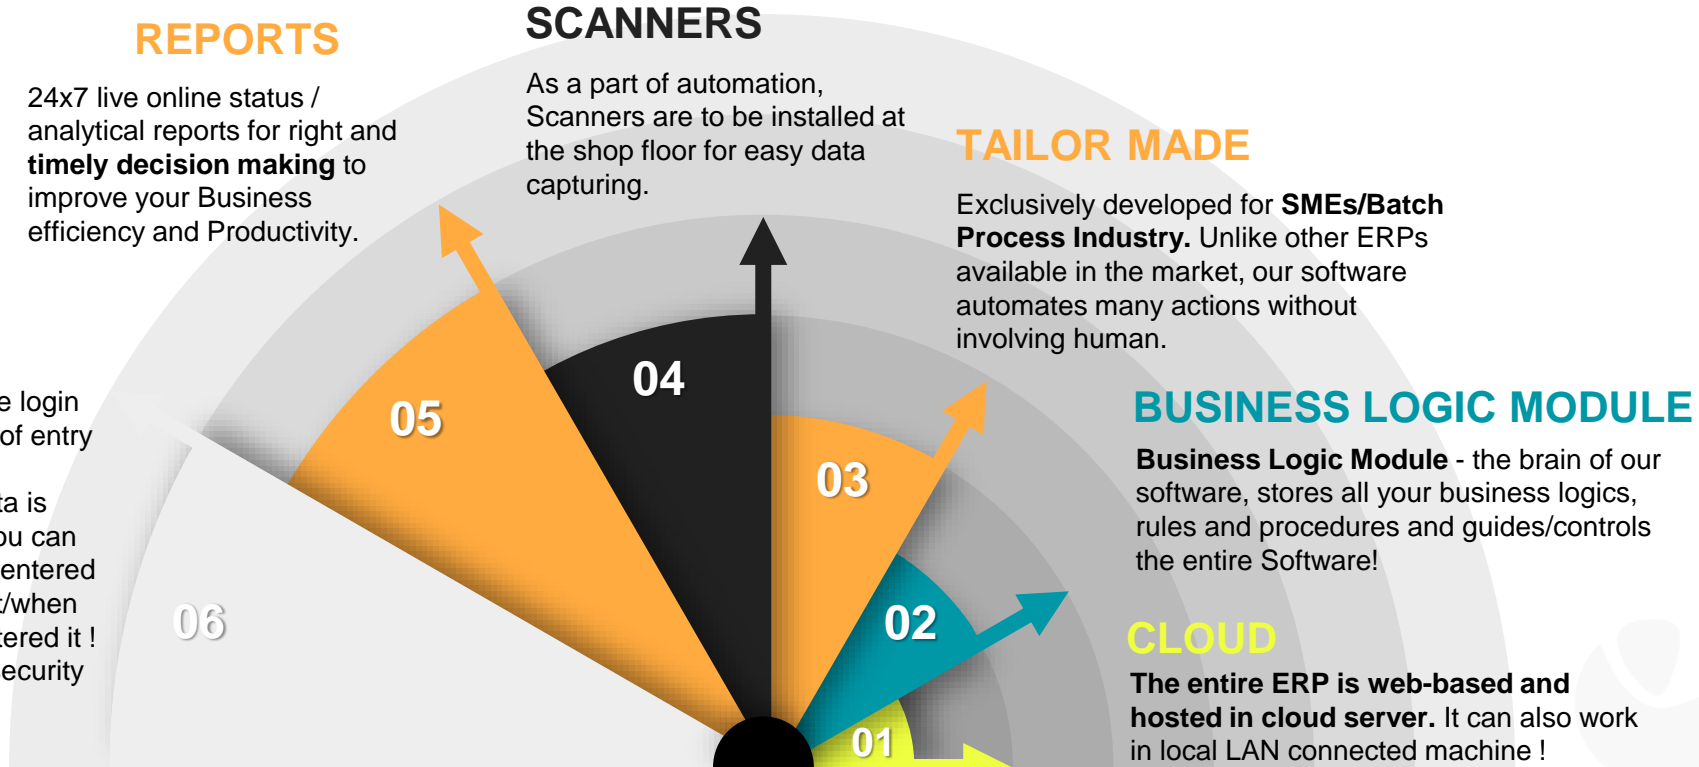 REPORTS
24x7 live online status /
analytical reports for right and
timely decision making to
improve your Business
efficiency and Productivity.
SCANNERS
As a part of automation,
Scanners are to be installed at
the shop floor for easy data
capturing.
TAILOR MADE
Exclusively developed for SMEs/Batch
Process Industry. Unlike other ERPs
available in the market, our software
automates many actions without
involving human.
BUSINESS LOGIC MODULE
Business Logic Module - the brain of our
software, stores all your business logics,
rules and procedures and guides/controls
the entire Software!
CLOUD
The entire ERP is web-based and
hosted in cloud server. It can also work
in local LAN connected machine !
login
of entry
is
can
entered
/when
it !
06
05
04
03
02
01